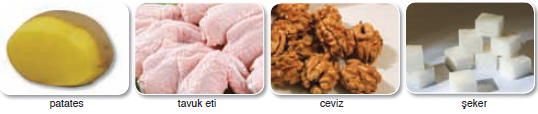 patates
tavuk eti
ceviz
şeker